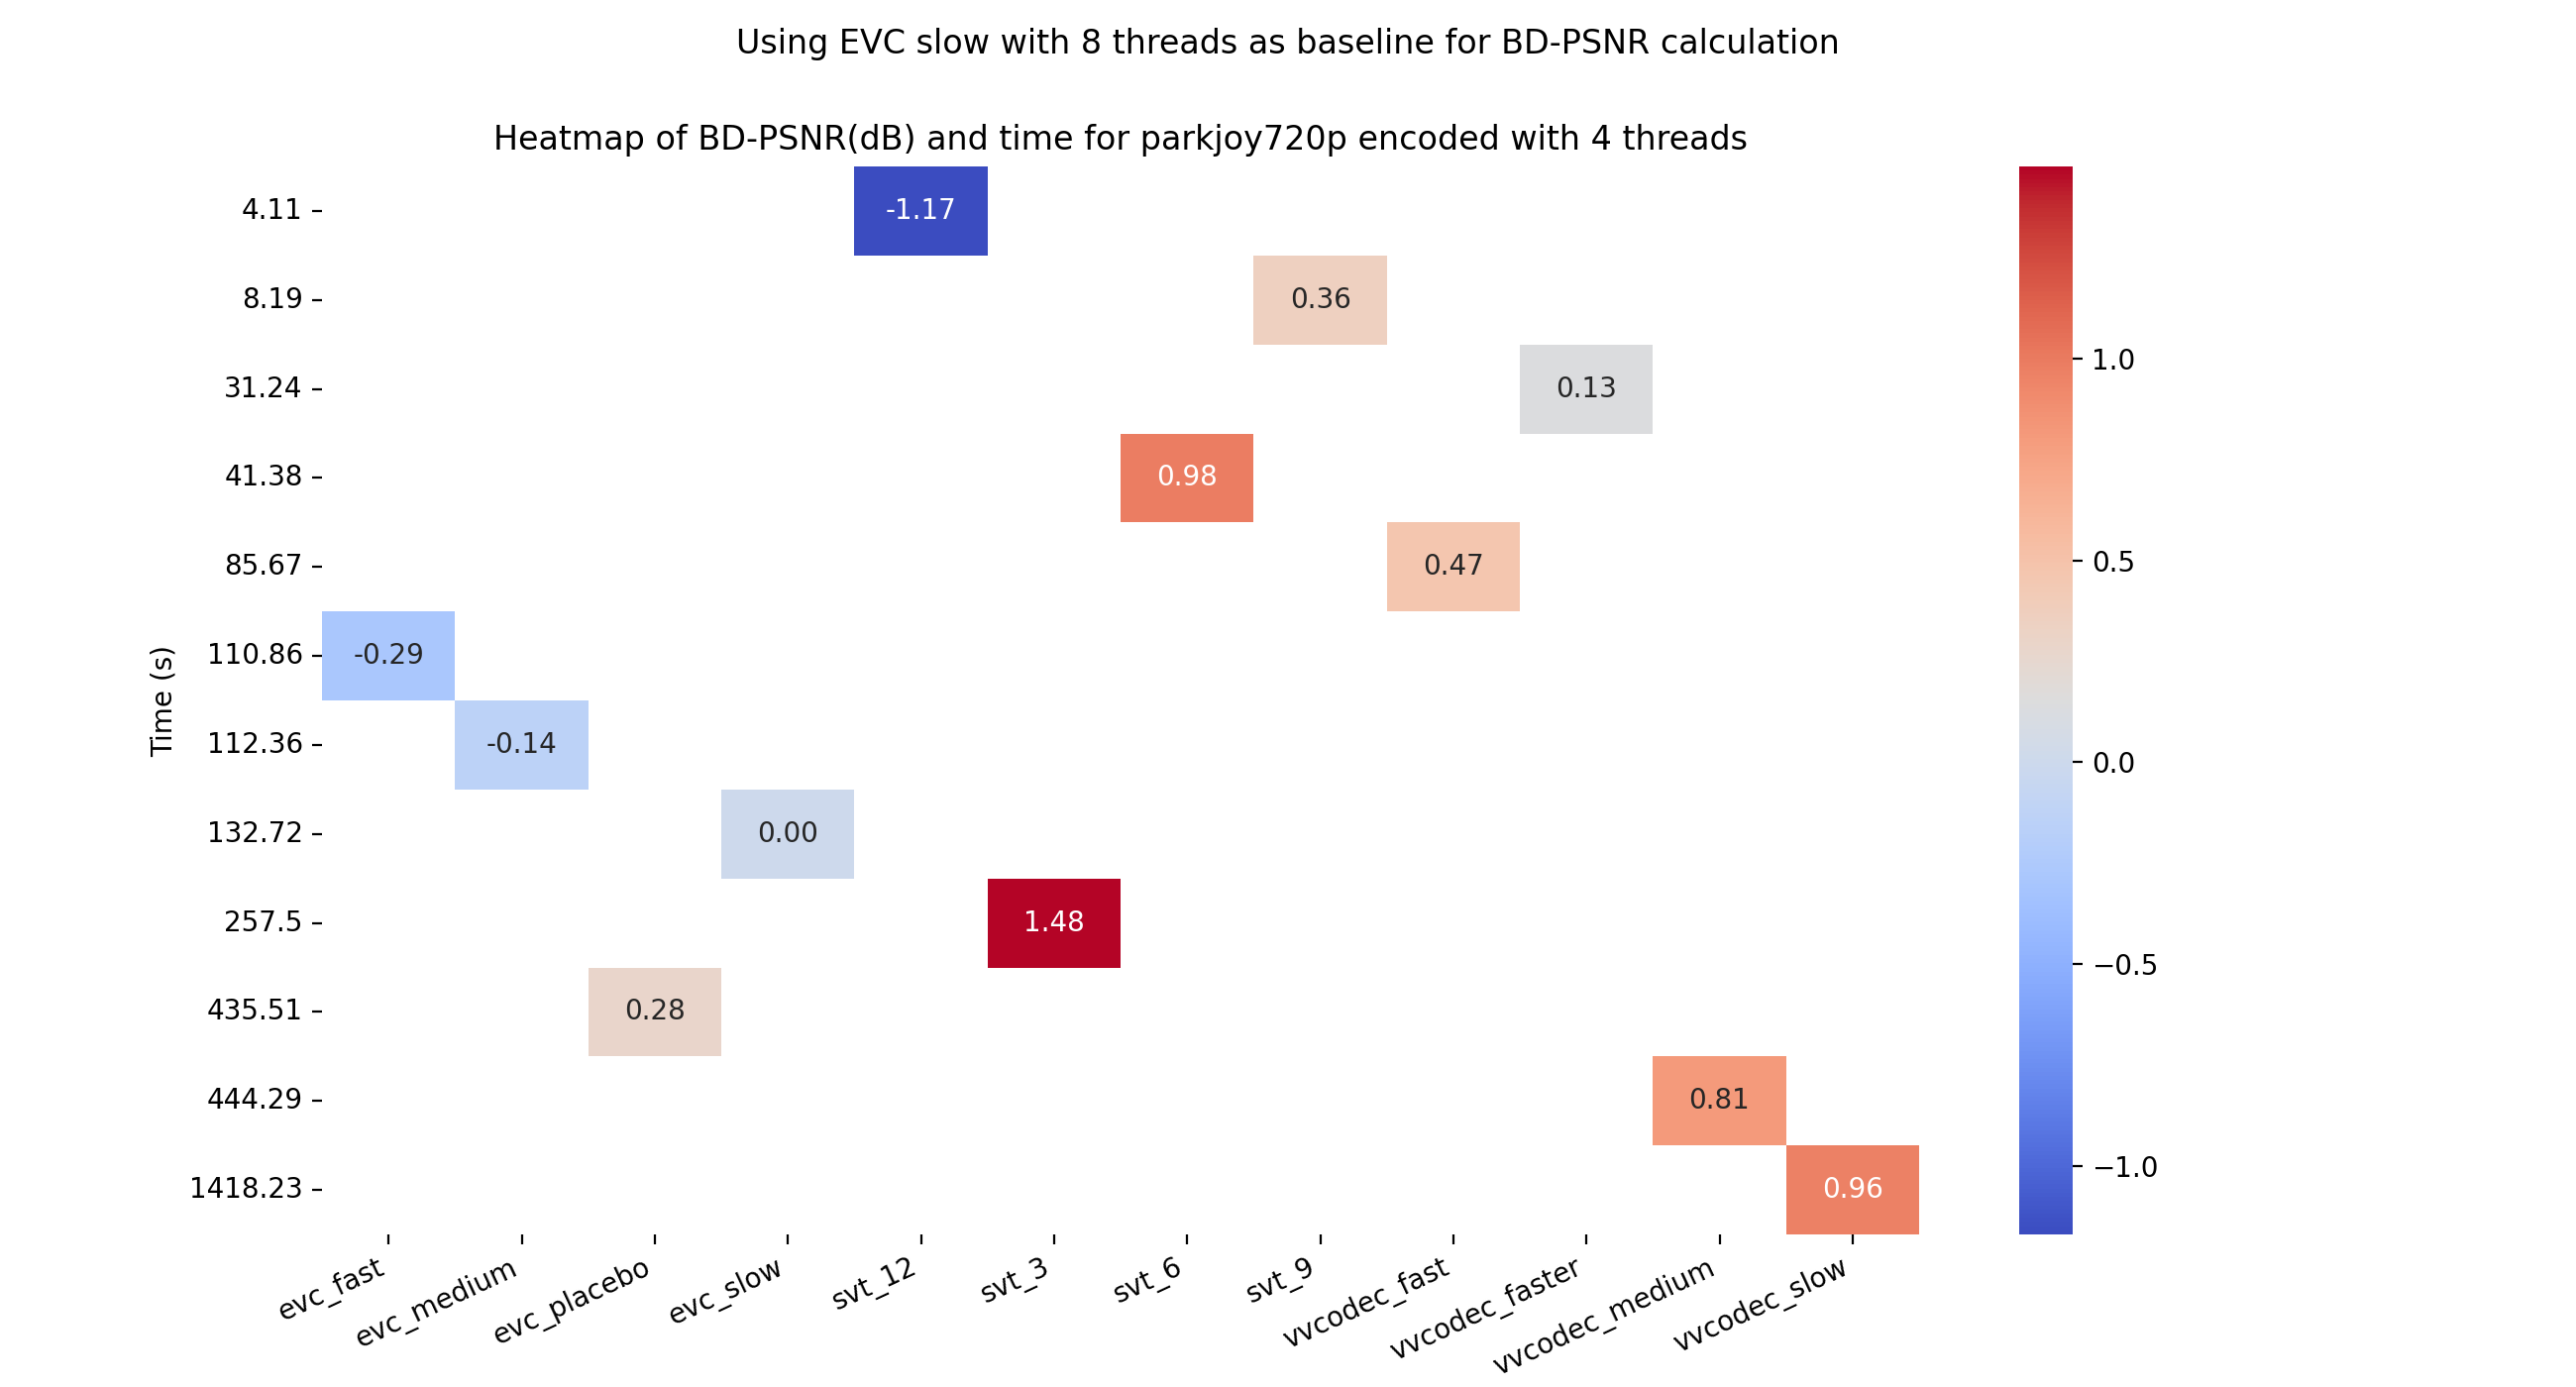 Using EVC slow with 8 threads as baseline for BD-PSNR calculation
Heatmap of BD-PSNR(dB) and time for parkjoy720p encoded with 4 threads
4.11
-1.17
8.19
0.36
31.24
0.13
41.38
0.98
85.67
0.47
110.86
-0.29
112.36
-0.14
132.72
0.00
257.5
1.48
435.51
0.28
444.29
0.81
1418.23
0.96
Time (s)
evc_fast
evc_medium
evc_placebo
evc_slow
svt_12
svt_3
svt_6
svt_9
vvcodec_fast
vvcodec_faster
vvcodec_medium
vvcodec_slow
1.0
0.5
0.0
−0.5
−1.0